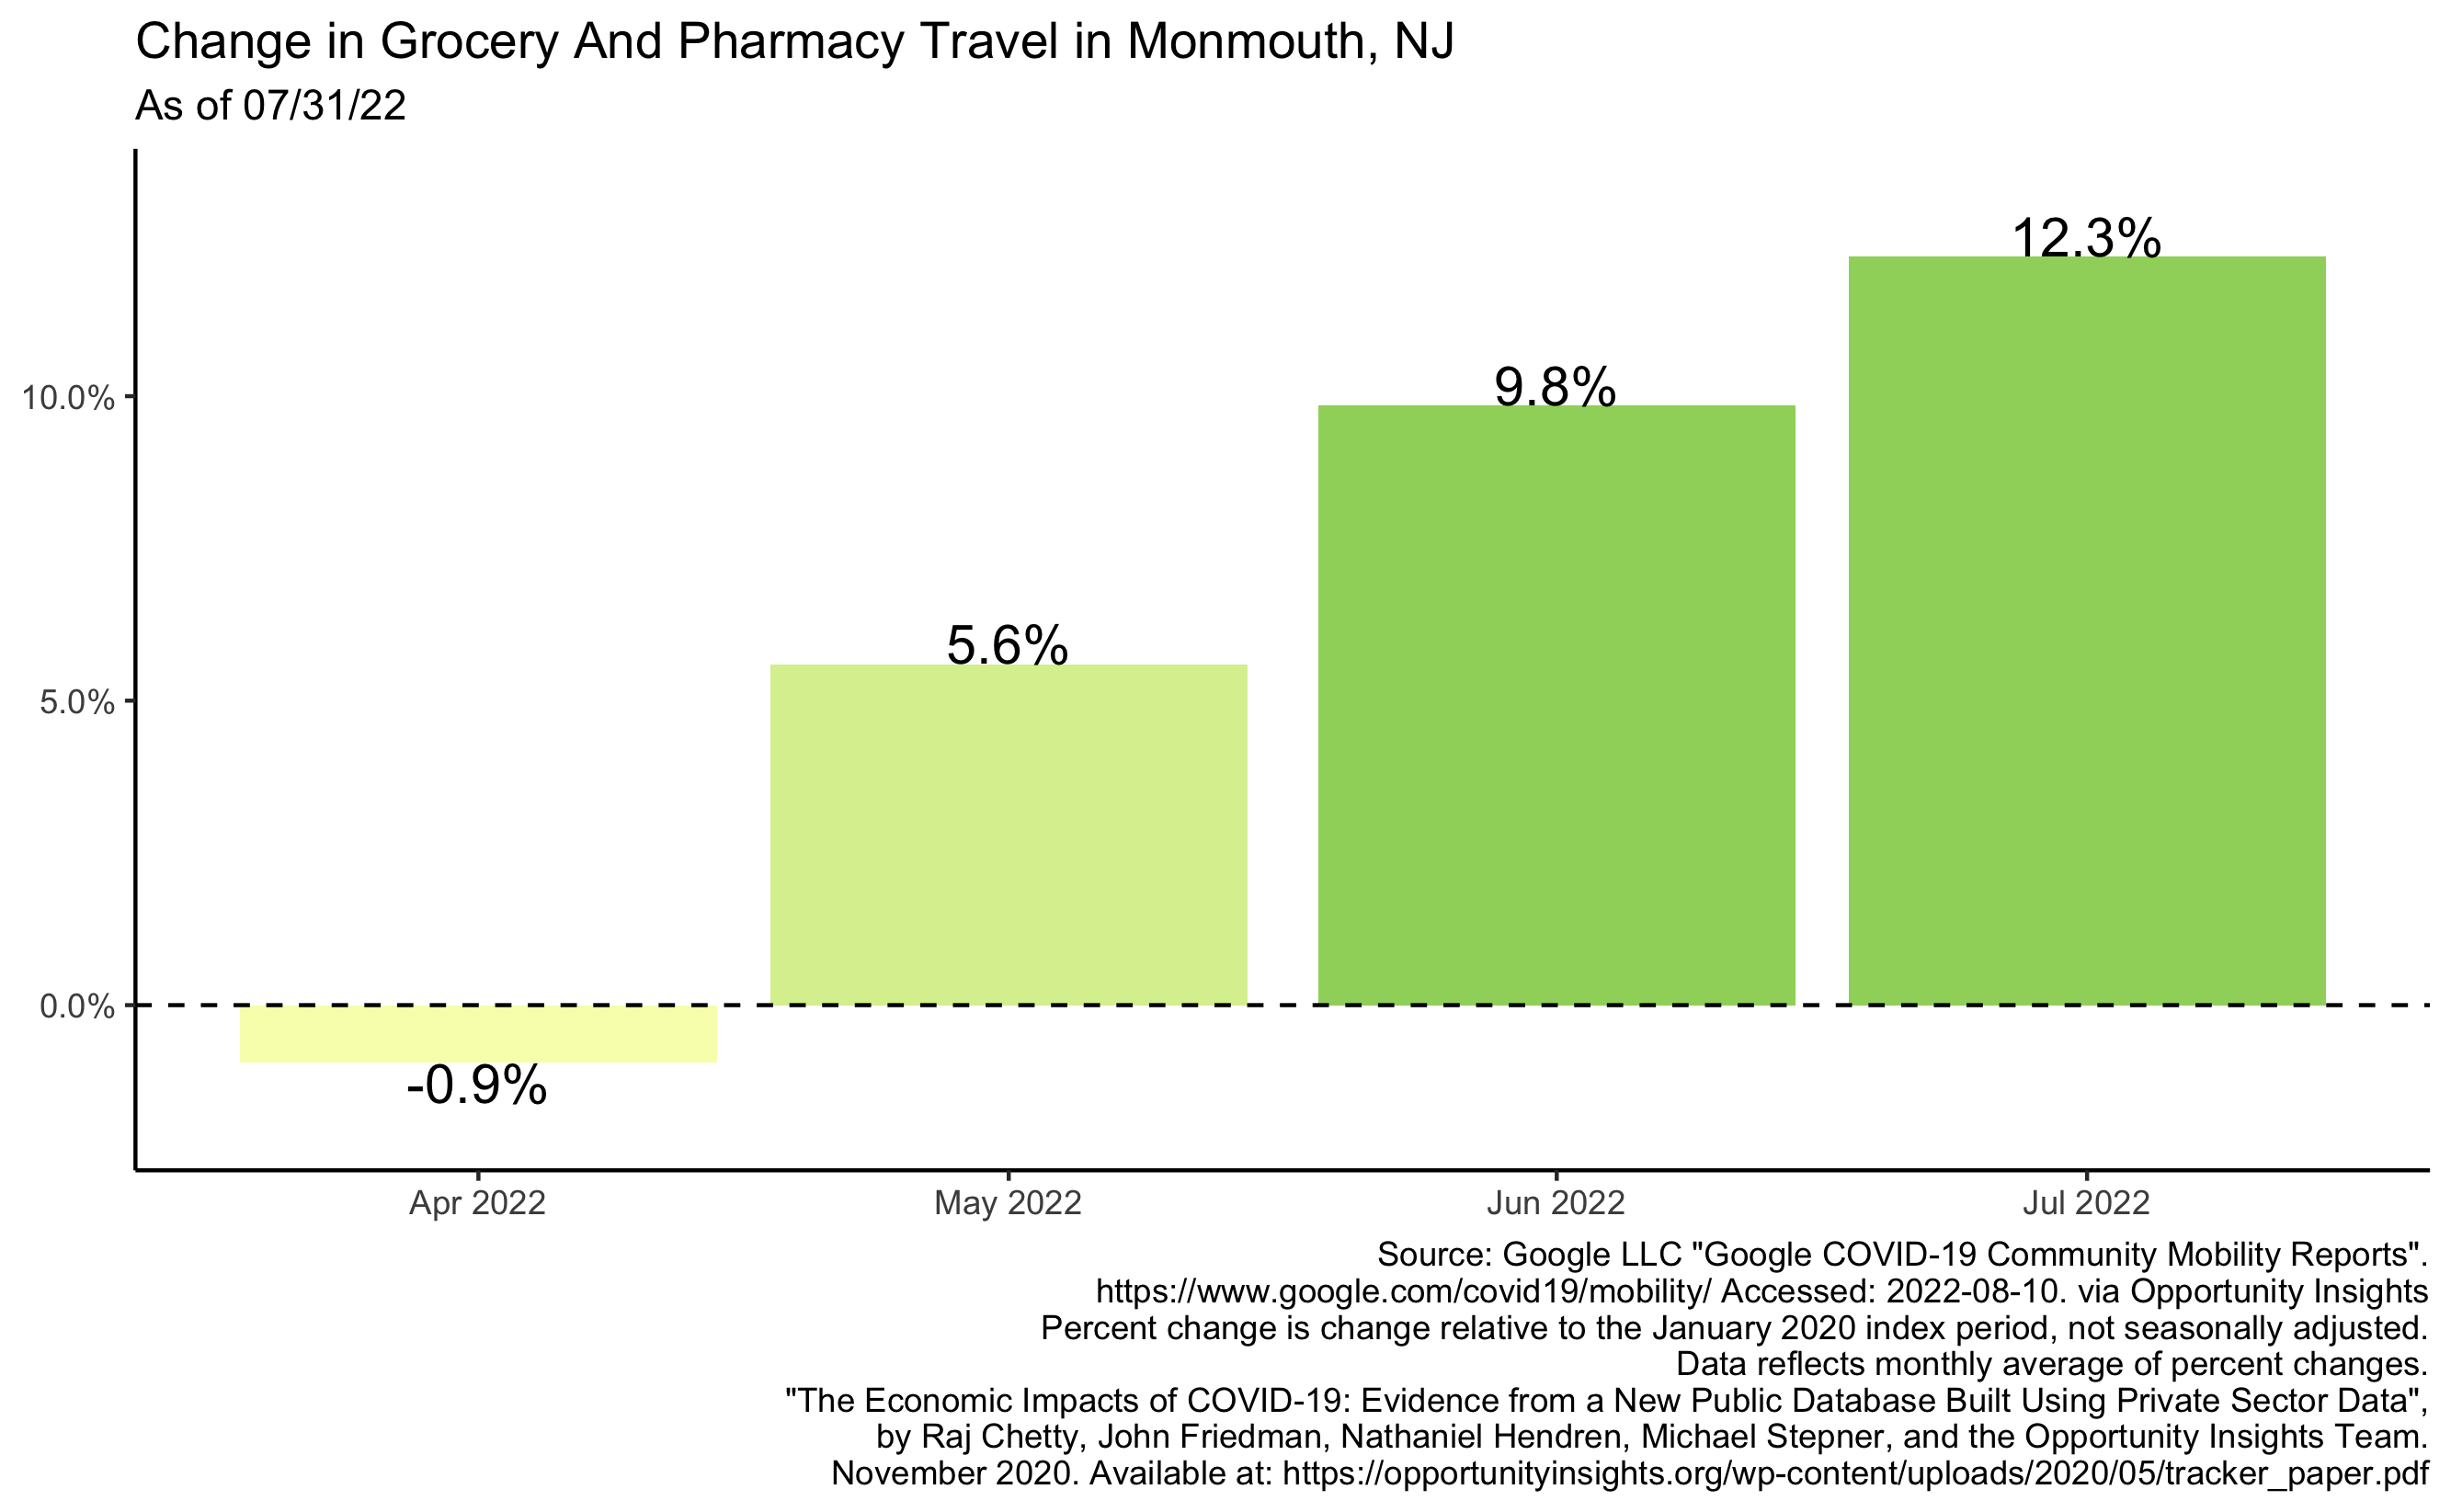 Change in Grocery And Pharmacy Travel in Monmouth, NJ
As of 07/31/22
12.3%
10.0%
9.8%
5.6%
5.0%
0.0%
-0.9%
Apr 2022
May 2022
Jun 2022
Jul 2022
Source: Google LLC "Google COVID-19 Community Mobility Reports".
https://www.google.com/covid19/mobility/ Accessed: 2022-08-10. via Opportunity Insights
Percent change is change relative to the January 2020 index period, not seasonally adjusted.
Data reflects monthly average of percent changes.
"The Economic Impacts of COVID-19: Evidence from a New Public Database Built Using Private Sector Data",
by Raj Chetty, John Friedman, Nathaniel Hendren, Michael Stepner, and the Opportunity Insights Team.
November 2020. Available at: https://opportunityinsights.org/wp-content/uploads/2020/05/tracker_paper.pdf